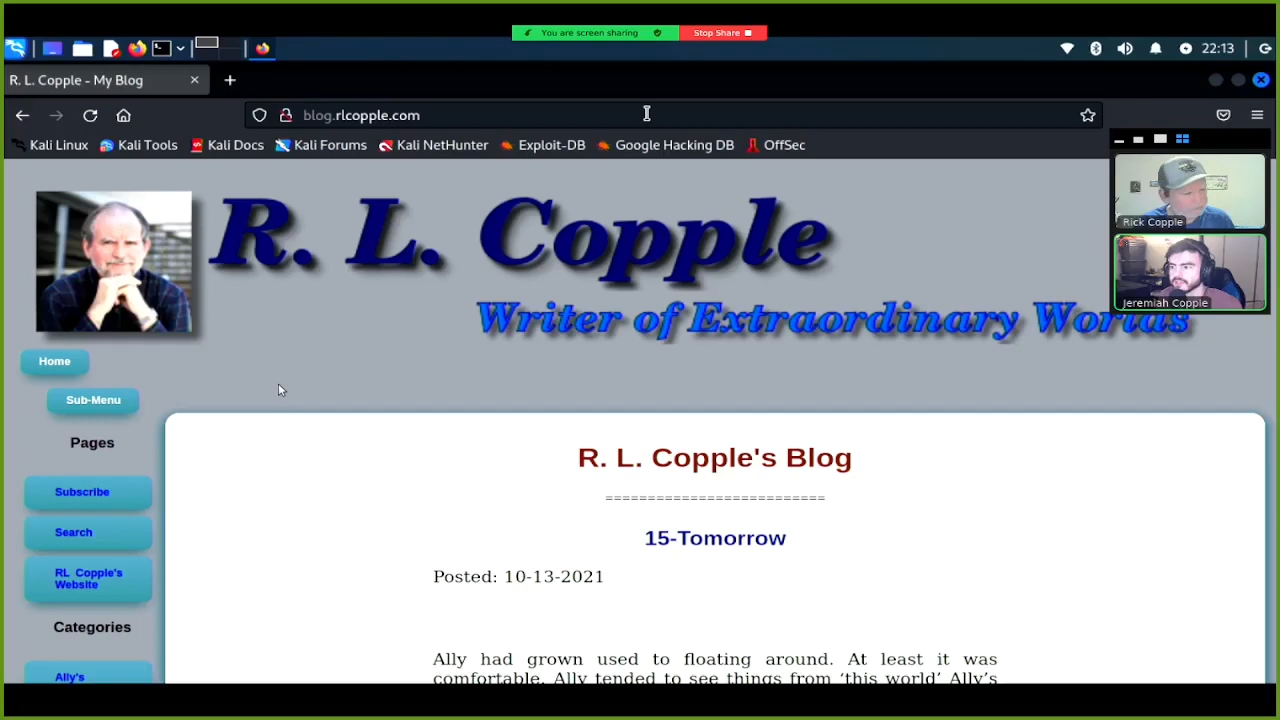 You are screen sharing
Stop Share
22:13
R. L. Copple - My Blog
blog.rlcopple.com
Kali Linux
Kali Tools
Kali Docs
Kali Forums
Kali NetHunter
Exploit-DB
Google Hacking DB
OffSec
Rick Copple
Jeremiah Copple
R. L. Copple
Writer of Extraordinary Worlds
Home
Sub-Menu
Pages
Subscribe
Search
RL Copple's
Website
Categories
Ally's
R. L. Copple's Blog
==========================
15-Tomorrow
Posted: 10-13-2021
Ally had grown used to floating around. At least it was
comfortable. Ally tended to see things from ‘this world’ Ally’s